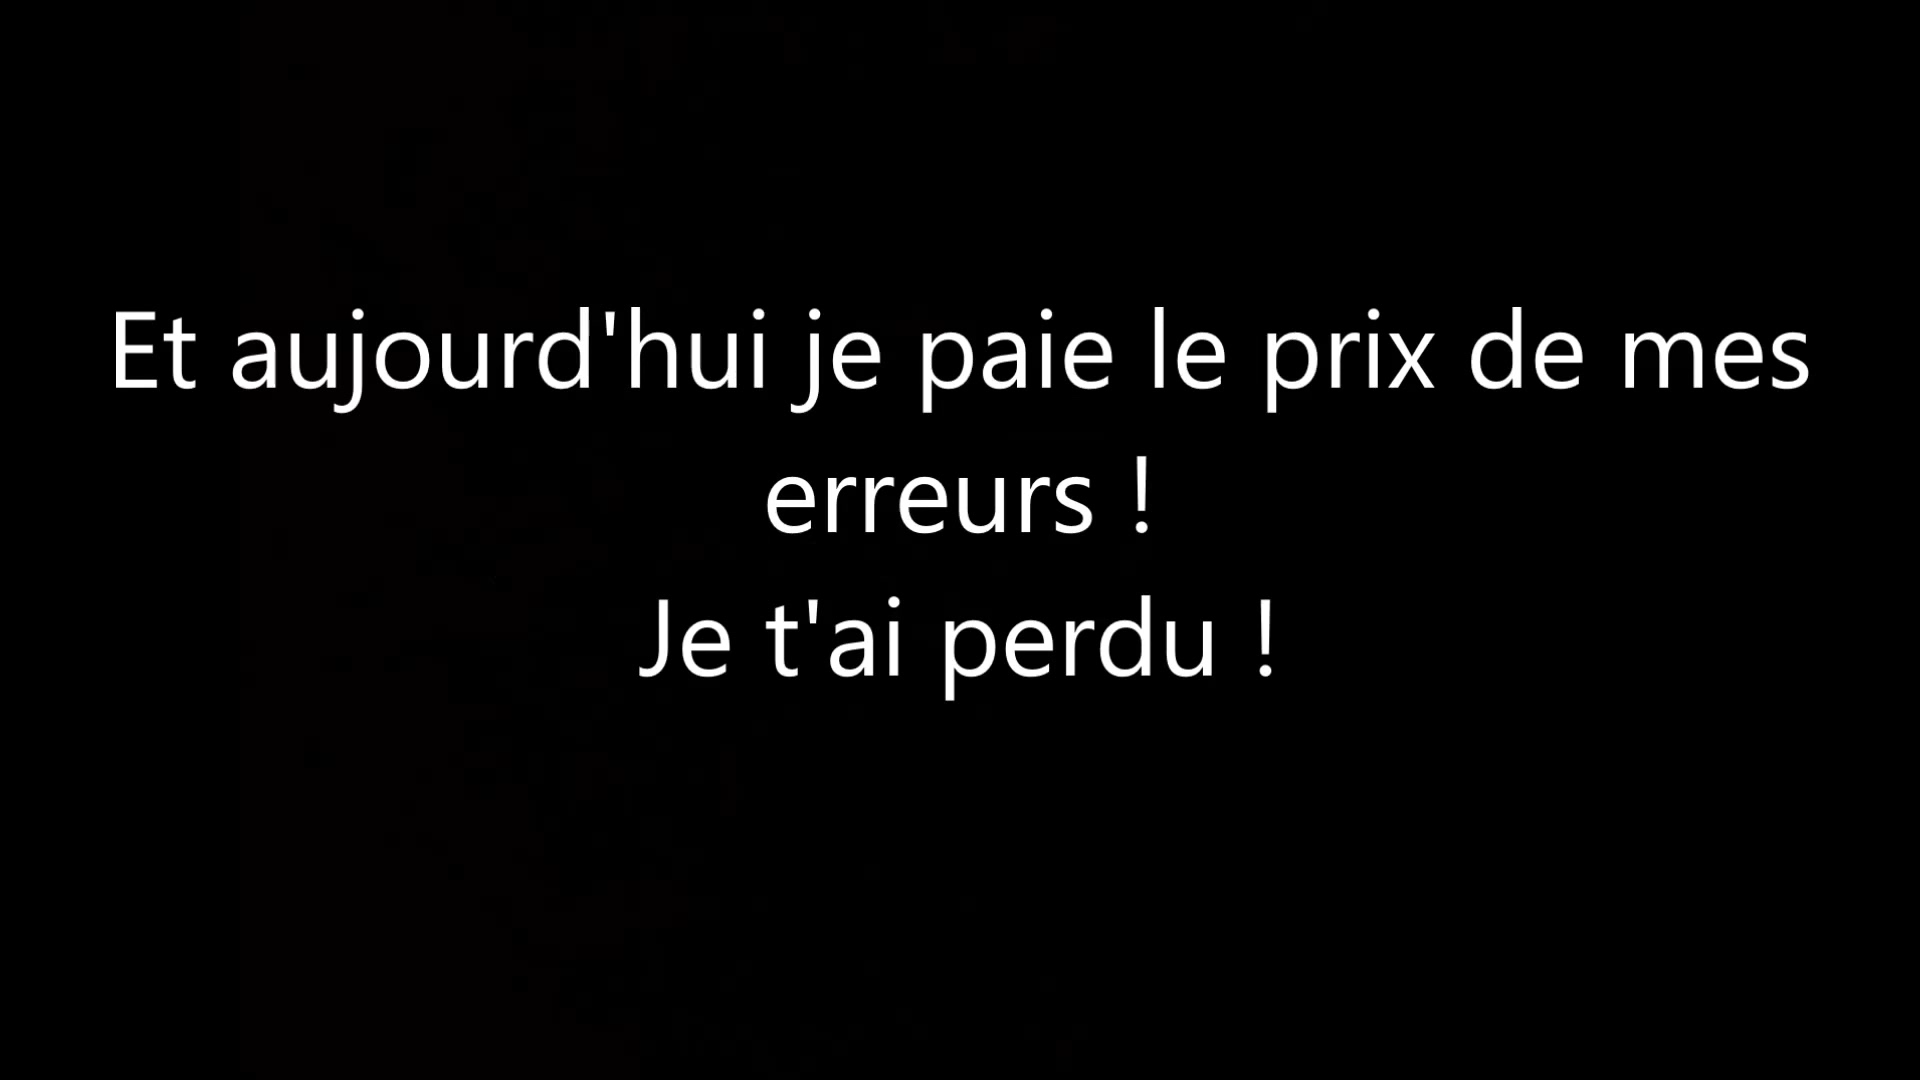 Et aujourd'hui je paie le prix de mes
erreurs !
Je t'ai perdu !